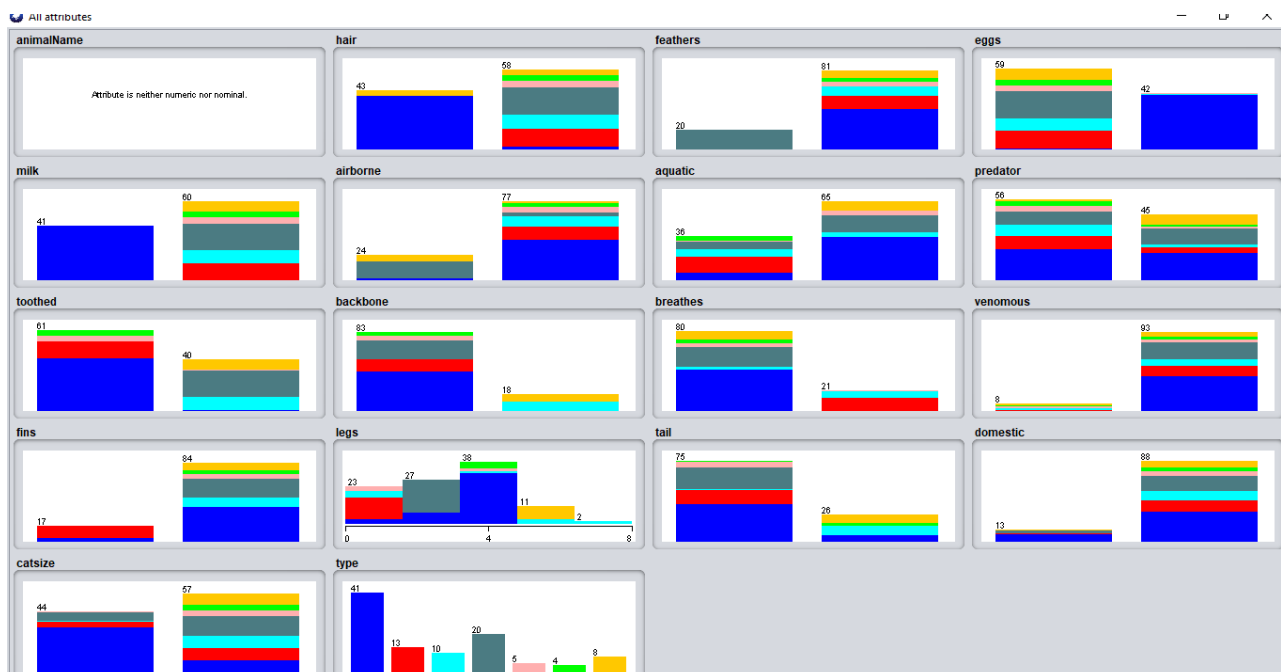 All attributes
animalName
hair
feathers
eggs
Attribute is neither numeric nor nominal.
43
58
20
81
59
42
milk
airborne
aquatic
predator
41
60
24
77
36
65
56
45
toothed
backbone
breathes
venomous
61
40
83
18
80
21
8
93
fins
legs
tail
domestic
17
84
23
27
38
11
2
0
4
8
75
26
13
88
catsize
type
44
57
41
13
10
20
5
4
8